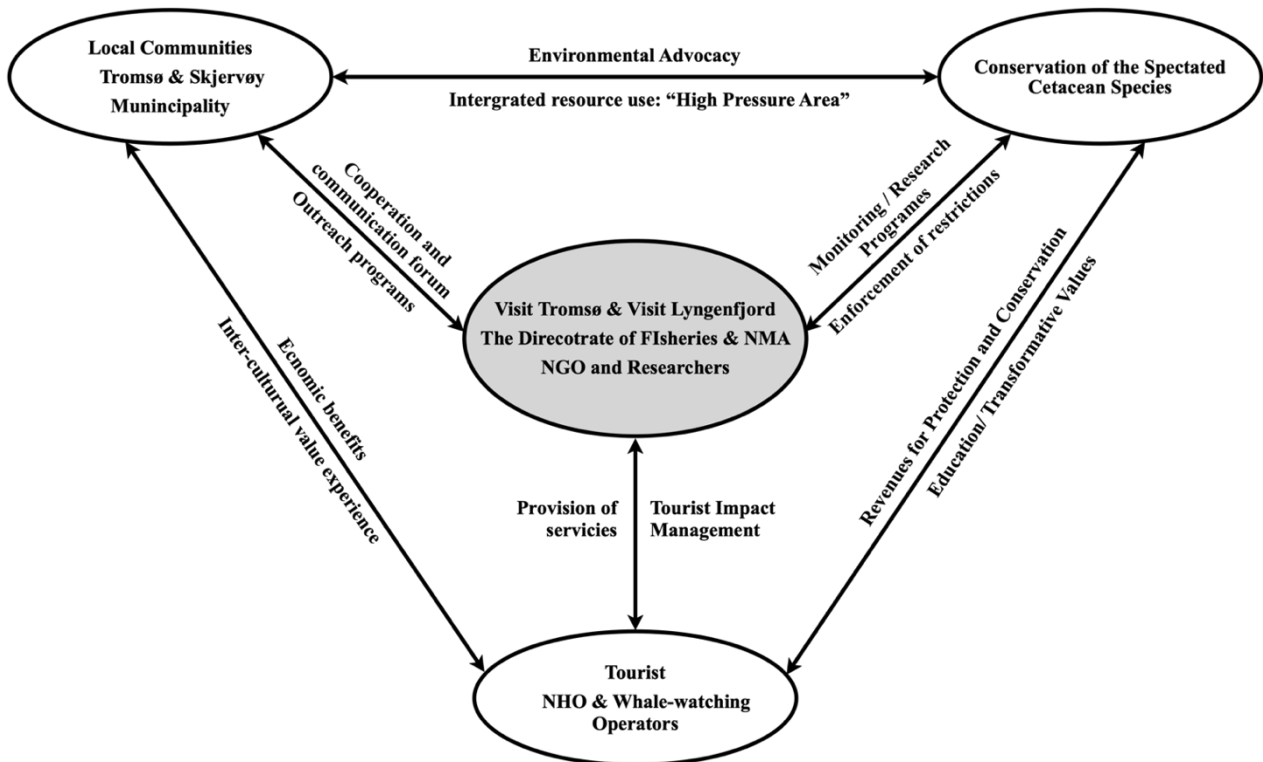 Local Communities
Tromsø & Skjervøy
Munincipality
Environmental Advocacy
Intergrated resource use: “High Pressure Area”
Conservation of the Spectated
Cetacean Species
Cooperation and
communication forum
Outreach programs
Monitoring / Research
Programes
Enforcement of restrictions
Visit Tromsø & Visit Lyngenfjord
The Direcotrate of FIsheries & NMA
NGO and Researchers
Ecnomic benefits
Inter-culturural value experience
Revenues for Protection and Conservation
Education/ Transformative Values
Provision of
servicies
Tourist Impact
Management
Tourist
NHO & Whale-watching
Operators